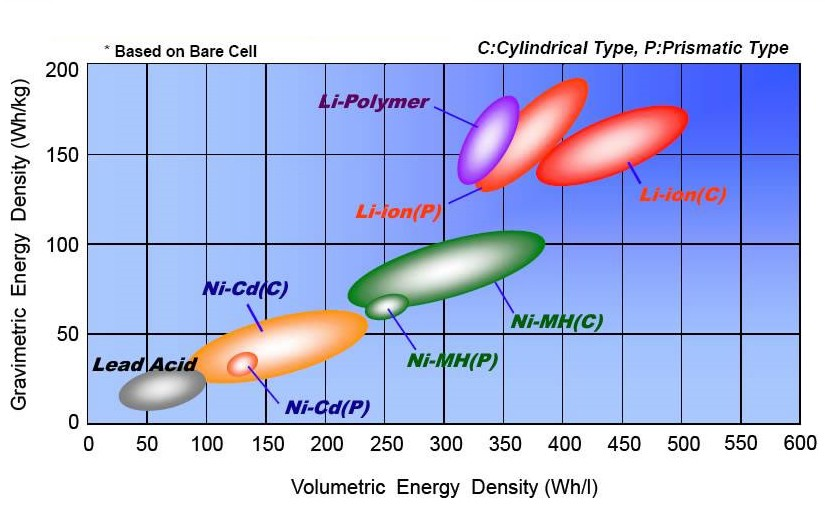 * Based on Bare Cell
C:Cylindrical Type, P:Prismatic Type
Gravimetric Energy Density (Wh/kg)
200
150
100
50
0
Li-Polymer
Li-ion(P)
Li-ion(C)
Ni-Cd(C)
Ni-MH(C)
Ni-MH(P)
Lead Acid
Ni-Cd(P)
0 50 100 150 200 250 300 350 400 450 500 550 600
Volumetric Energy Density (Wh/l)